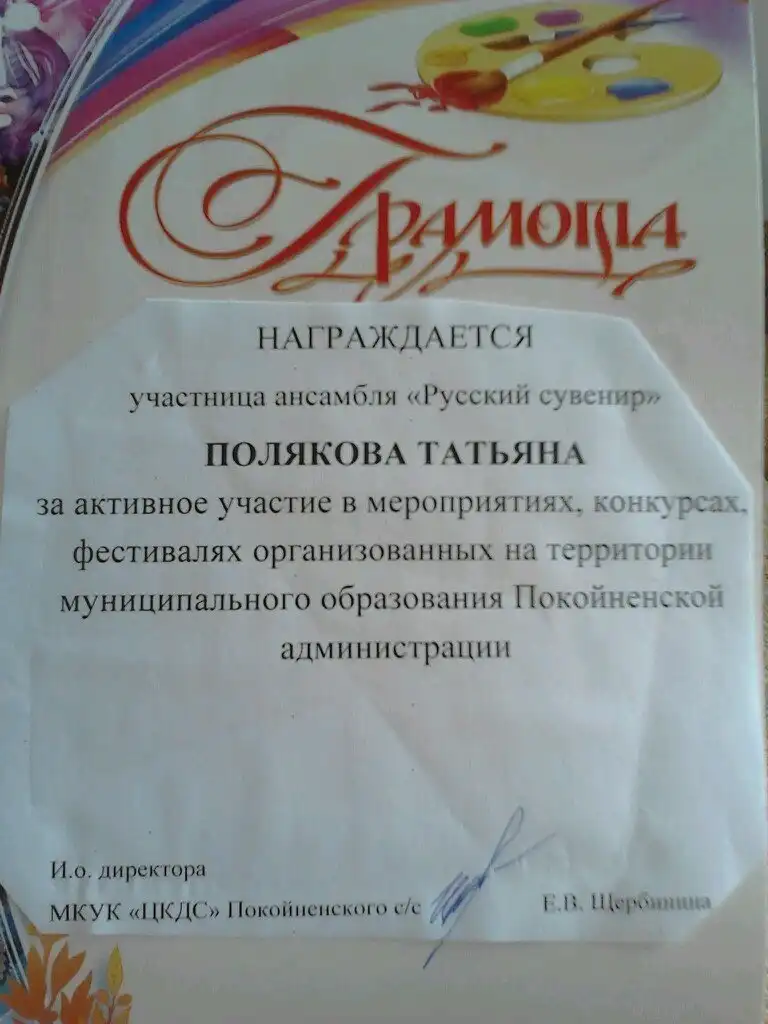 Грамота
НАГРАЖДАЕТСЯ
участница ансамбля «Русский сувенир»
ПОЛЯКОВА ТАТЬЯНА
за активное участие в мероприятиях, конкурсах,
фестивалях организованных на территории
муниципального образования Покойненской
администрации
И.о. директора
МКУК «ЦКДС» Покойненского с/с Е.В. Щербинина